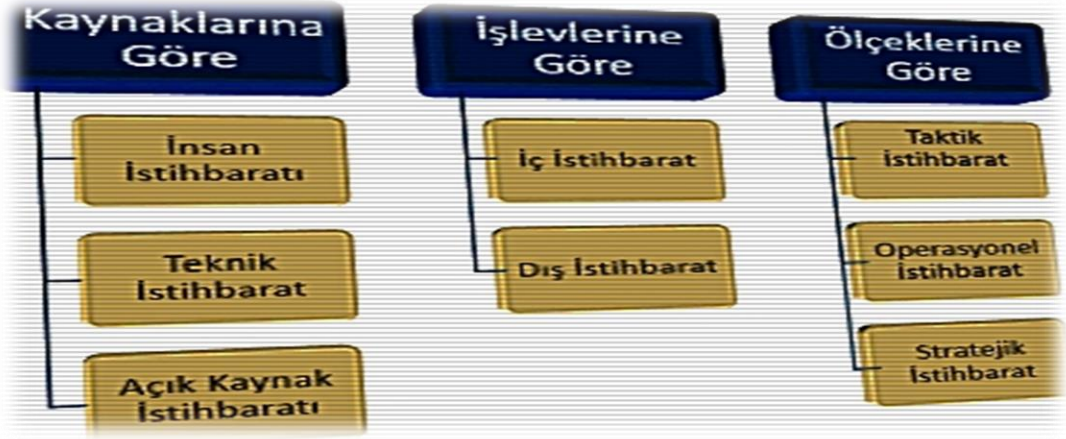 Kaynaklarına
Göre
İnsan
İstihbaratı
Teknik
İstihbarat
Açık Kaynak
İstihbaratı
İşlevlerine
Göre
İç İstihbarat
Dış İstihbarat
Ölçeklerine
Göre
Taktik
İstihbarat
Operasyonel
İstihbarat
Stratejik
İstihbarat